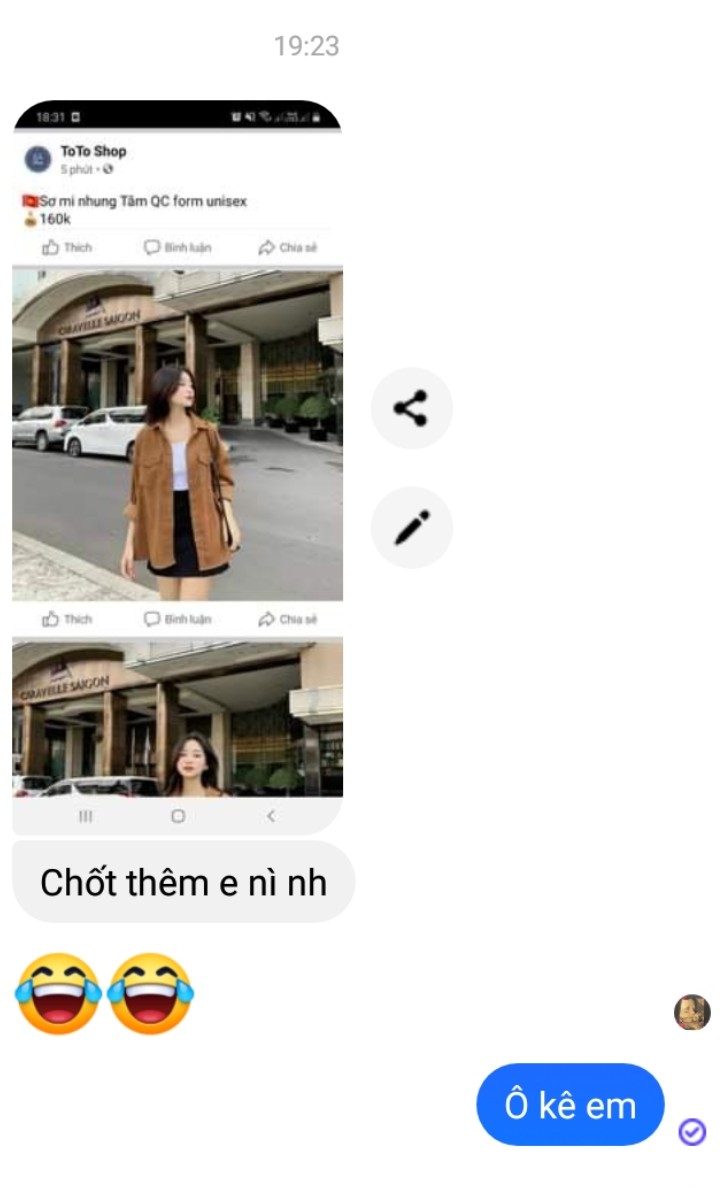 19:23
18:31
ToTo Shop
5 phút
Sơ mi nhung Tăm QC form unisex
160k
Thích Bình luận Chia sẻ
CARAVELLE SAIGON
Thích Bình luận Chia sẻ
CARAVELLE SAIGON
Chốt thêm e nì nh
Ô kê em